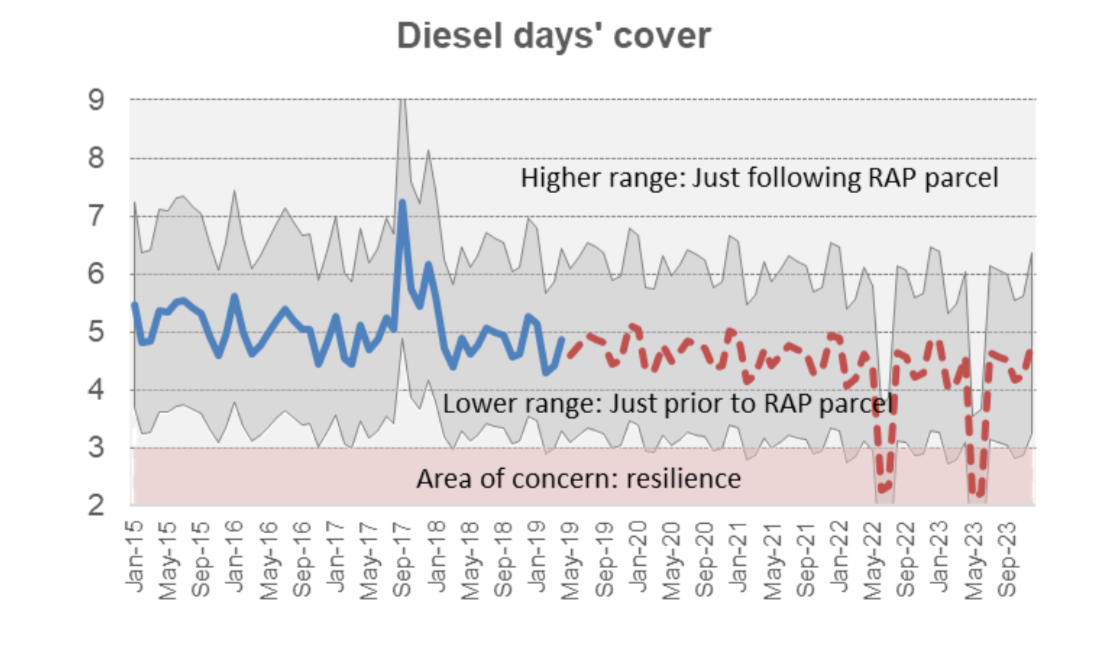 Diesel days' cover
9
8
7
6
5
4
3
2
Higher range: Just following RAP parcel
Lower range: Just prior to RAP parcel
Area of concern: resilience
Jan-15
May-15
Sep-15
Jan-16
May-16
Sep-16
Jan-17
May-17
Sep-17
Jan-18
May-18
Sep-18
Jan-19
May-19
Sep-19
Jan-20
May-20
Sep-20
Jan-21
May-21
Sep-21
Jan-22
May-22
Sep-22
Jan-23
May-23
Sep-23